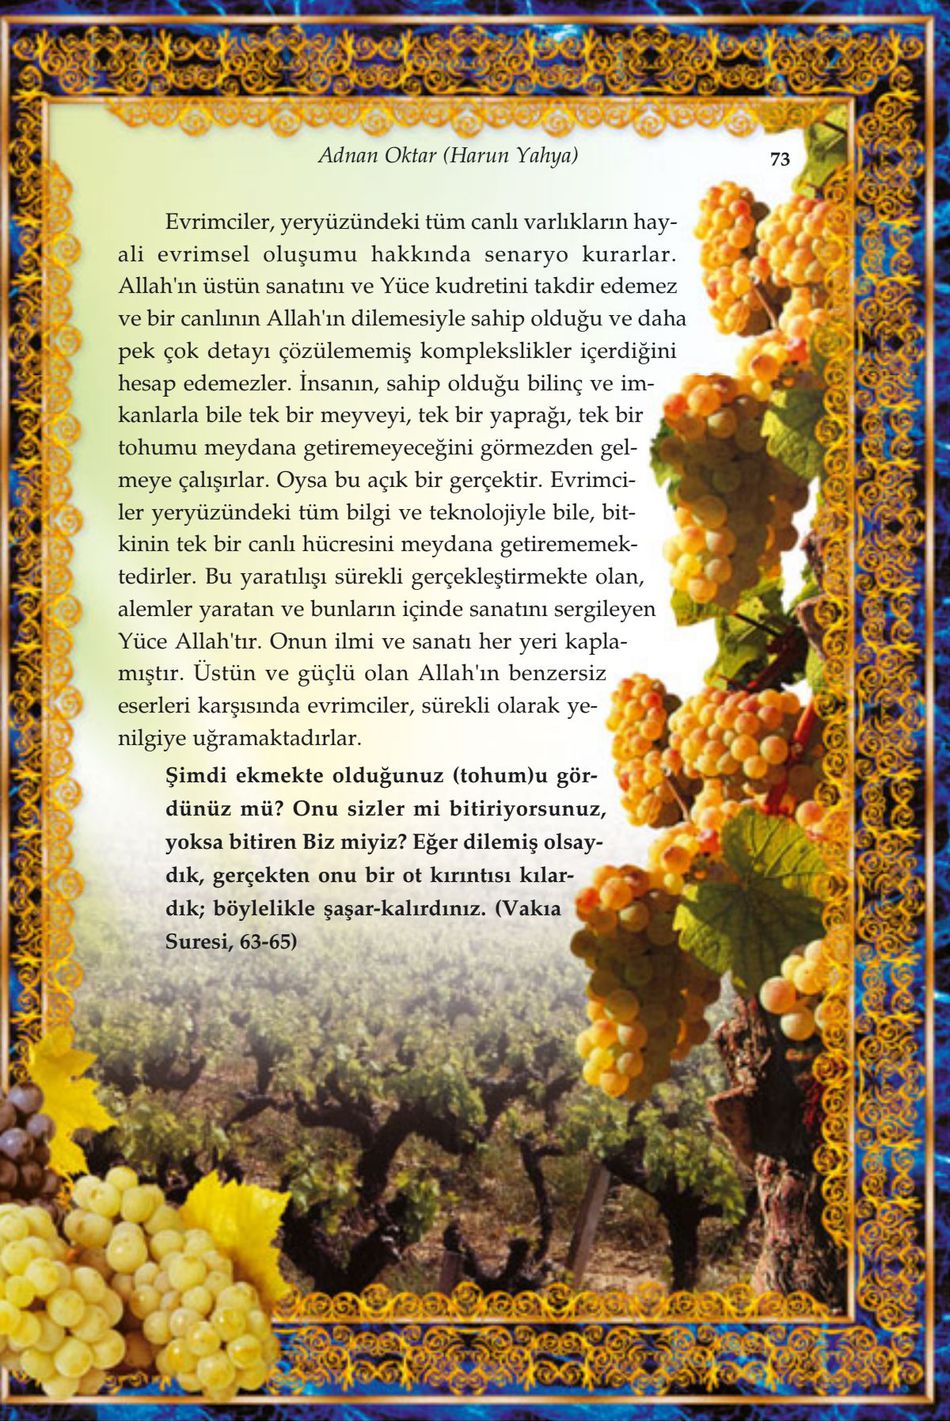 Adnan Oktar (Harun Yahya)
73
Evrimciler, yeryüzündeki tüm canlı varlıkların hay-
ali evrimsel oluşumu hakkında senaryo kurarlar.
Allah'ın üstün sanatını ve Yüce kudretini takdir edemez
ve bir canlının Allah'ın dilemesiyle sahip olduğu ve daha
pek çok detayı çözülememiş komplekslikler içerdiğini
hesap edemezler. İnsanın, sahip olduğu bilinç ve im-
kanlarla bile tek bir meyveyi, tek bir yaprağı, tek bir
tohumu meydana getiremeyeceğini görmezden gel-
meye çalışırlar. Oysa bu açık bir gerçektir. Evrimci-
ler yeryüzündeki tüm bilgi ve teknolojiyle bile, bit-
kinin tek bir canlı hücresini meydana getirememek-
tedirler. Bu yaratılışı sürekli gerçekleştirmekte olan,
alemler yaratan ve bunların içinde sanatını sergileyen
Yüce Allah'tır. Onun ilmi ve sanatı her yeri kapla-
mıştır. Üstün ve güçlü olan Allah'ın benzersiz
eserleri karşısında evrimciler, sürekli olarak ye-
nilgiye uğramaktadırlar.
Şimdi ekmekte olduğunuz (tohum)u gör-
dünüz mü? Onu sizler mi bitiriyorsunuz,
yoksa bitiren Biz miyiz? Eğer dilemiş olsay-
dık, gerçekten onu bir ot kırıntısı kılar-
dık; böylelikle şaşar-kalırdınız. (Vakıa
Suresi, 63-65)